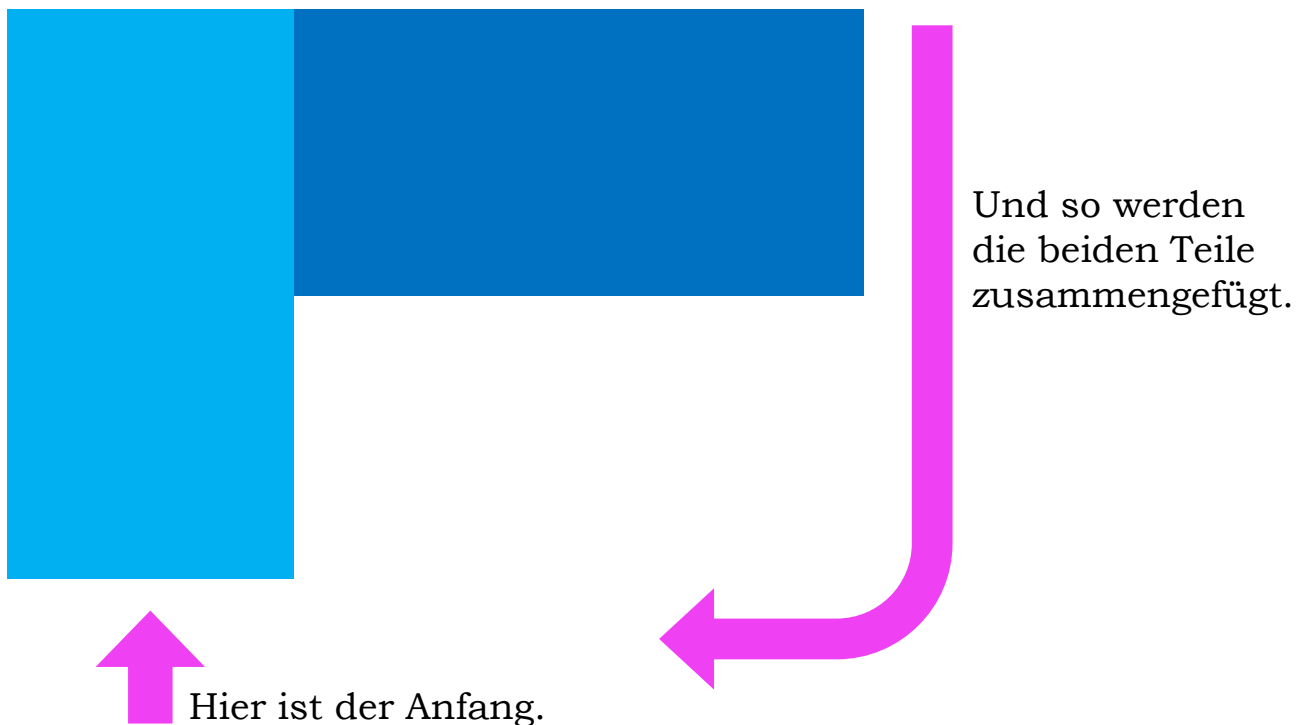 Und so werden
die beiden Teile
zusammengefügt.
Hier ist der Anfang.